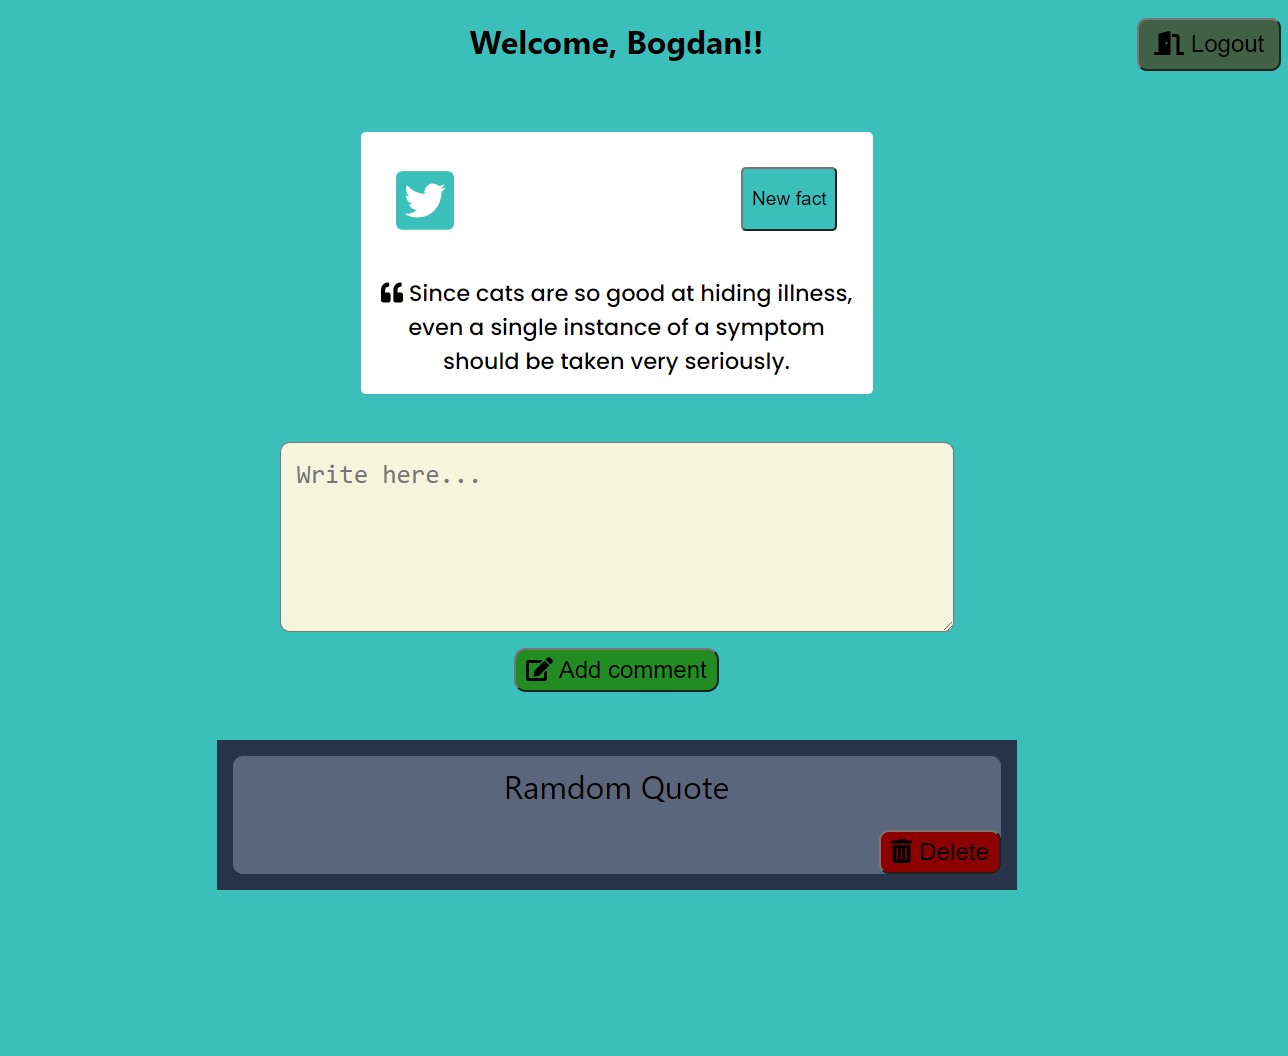 Welcome, Bogdan!!
Logout
New fact
“ Since cats are so good at hiding illness,
even a single instance of a symptom
should be taken very seriously.
Write here...
Add comment
Ramdom Quote
Delete